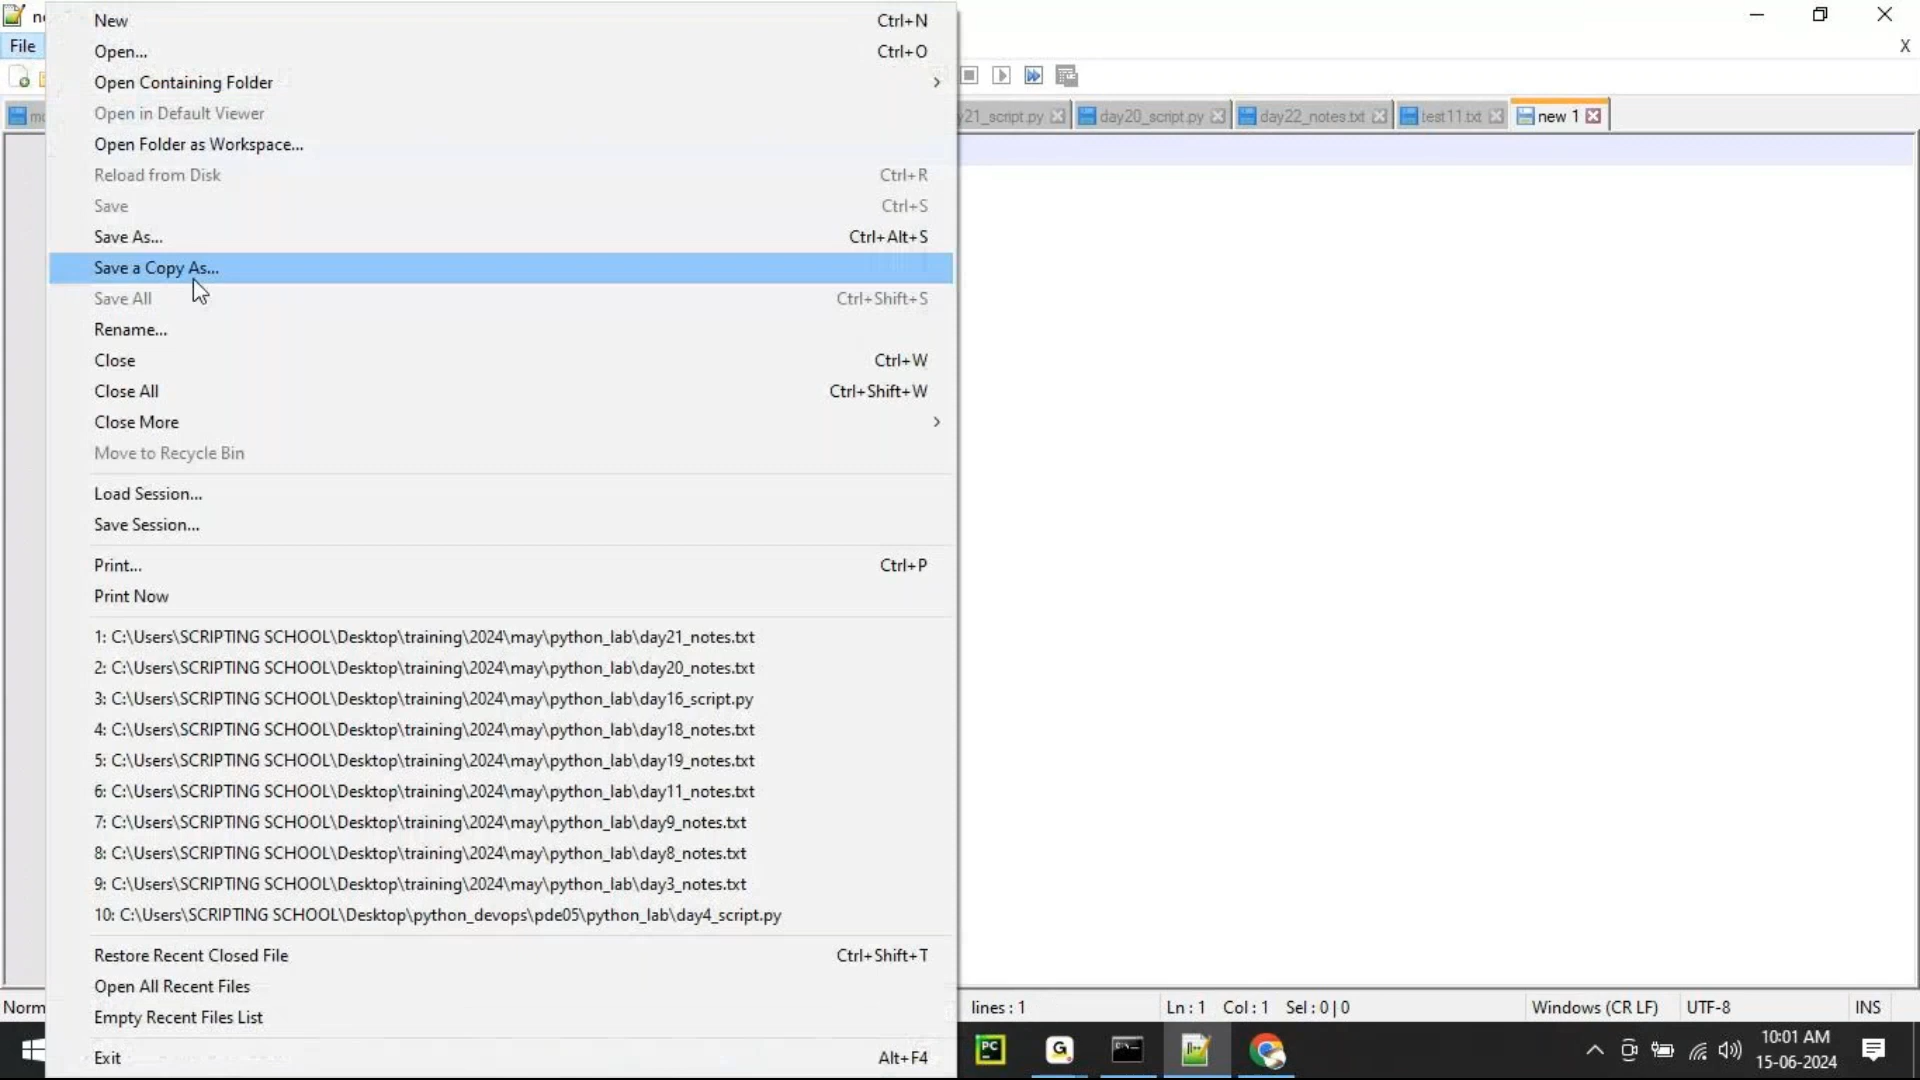 File
New Ctrl+N
Open... Ctrl+O
Open Containing Folder
Open in Default Viewer
Open Folder as Workspace...
Reload from Disk Ctrl+R
Save Ctrl+S
Save As... Ctrl+Alt+S
Save a Copy As...
Save All Ctrl+Shift+S
Rename...
Close Ctrl+W
Close All Ctrl+Shift+W
Close More
Move to Recycle Bin
Load Session...
Save Session...
Print... Ctrl+P
Print Now
1: C:\Users\SCRIPTING SCHOOL\Desktop\training\2024\may\python_lab\day21_notes.txt
2: C:\Users\SCRIPTING SCHOOL\Desktop\training\2024\may\python_lab\day20_notes.txt
3: C:\Users\SCRIPTING SCHOOL\Desktop\training\2024\may\python_lab\day16_script.py
4: C:\Users\SCRIPTING SCHOOL\Desktop\training\2024\may\python_lab\day18_notes.txt
5: C:\Users\SCRIPTING SCHOOL\Desktop\training\2024\may\python_lab\day19_notes.txt
6: C:\Users\SCRIPTING SCHOOL\Desktop\training\2024\may\python_lab\day11_notes.txt
7: C:\Users\SCRIPTING SCHOOL\Desktop\training\2024\may\python_lab\day9_notes.txt
8: C:\Users\SCRIPTING SCHOOL\Desktop\training\2024\may\python_lab\day8_notes.txt
9: C:\Users\SCRIPTING SCHOOL\Desktop\training\2024\may\python_lab\day3_notes.txt
10: C:\Users\SCRIPTING SCHOOL\Desktop\python_devops\pde05\python_lab\day4_script.py
Restore Recent Closed File Ctrl+Shift+T
Open All Recent Files
Empty Recent Files List
Exit Alt+F4
X
y21_script.py day20_script.py day22_notes.txt test11.txt new 1
Norm lines : 1 Ln : 1 Col : 1 Sel : 0 | 0 Windows (CR LF) UTF-8 INS
PC G
10:01 AM
15-06-2024